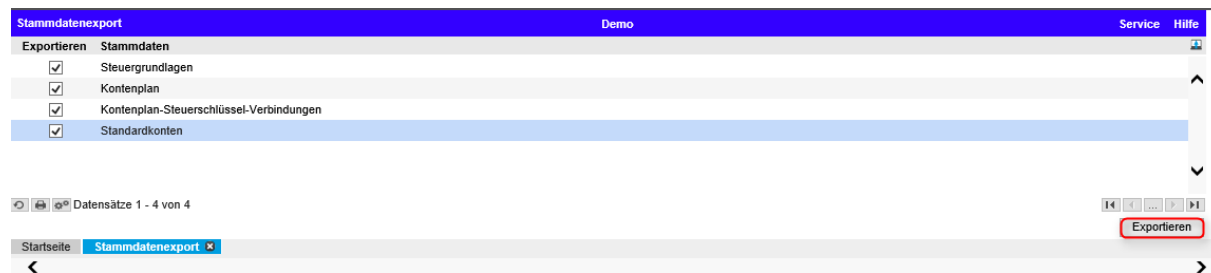 Stammdatenexport Demo Service Hilfe
Exportieren Stammdaten
Steuergrundlagen
Kontenplan
Kontenplan-Steuerschlüssel-Verbindungen
Standardkonten
Datensätze 1 - 4 von 4
...
Exportieren
Startseite Stammdatenexport